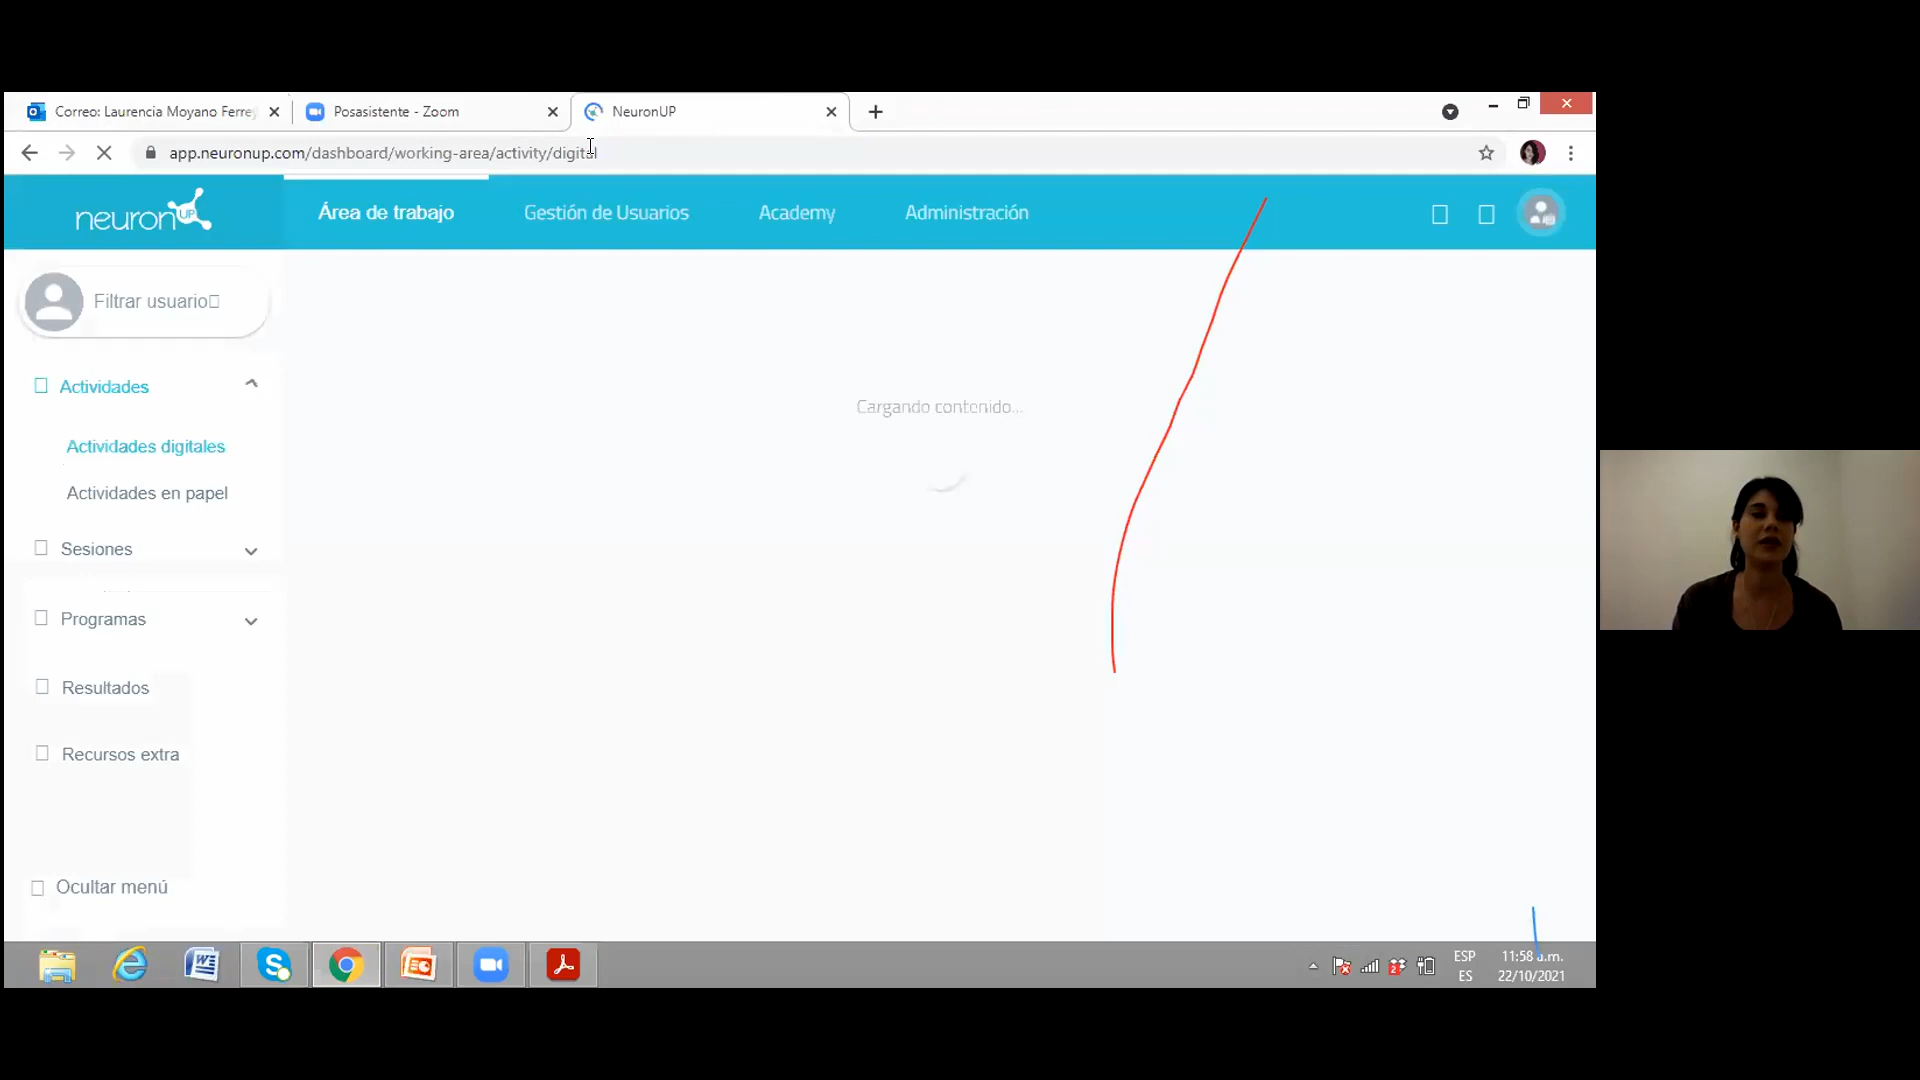 Correo: Laurencia Moyano Ferre
Posasistente - Zoom
NeuronUP
app.neuronup.com/dashboard/working-area/activity/digital
neuronUP
Área de trabajo
Gestión de Usuarios
Academy
Administración
Filtrar usuario
Actividades
Cargando contenido...
Actividades digitales
Actividades en papel
Sesiones
Programas
Resultados
Recursos extra
Ocultar menú
ESP
ES
11:58 a.m.
22/10/2021